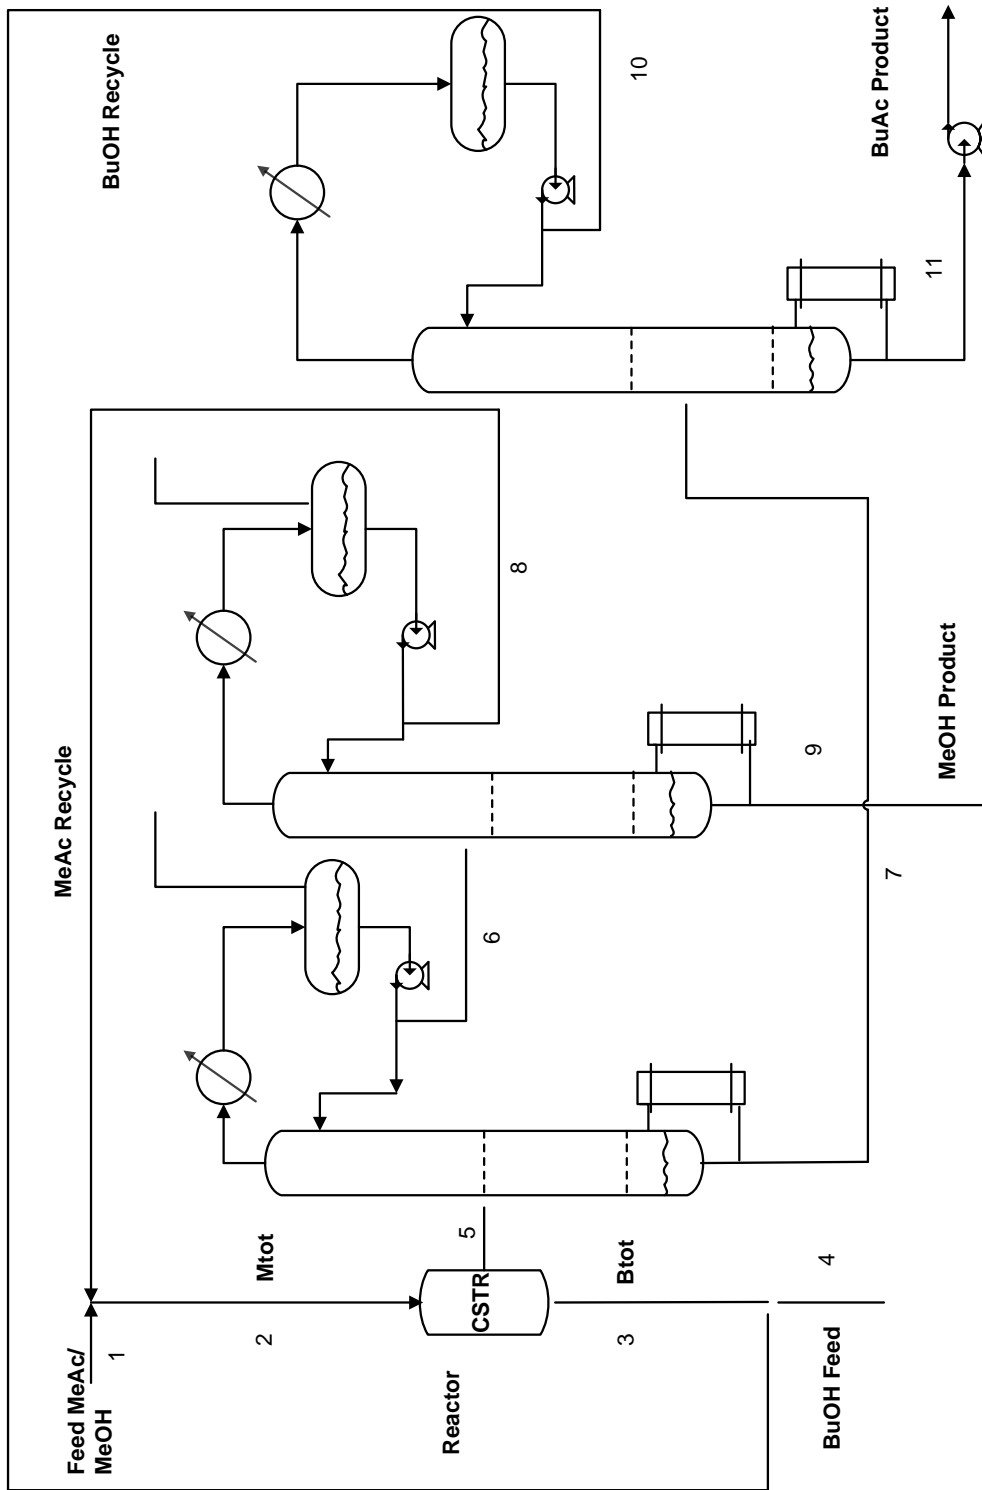 Feed MeAc/
MeOH
1
MeAc Recycle
BuOH Recycle
Mtot
2
Reactor
CSTR
5
Btot
3
4
BuOH Feed
6
7
8
9
MeOH Product
10
11
BuAc Product